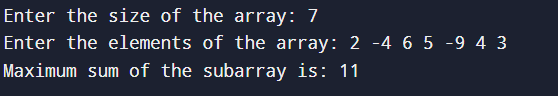 Enter the size of the array: 7
Enter the elements of the array: 2 -4 6 5 -9 4 3
Maximum sum of the subarray is: 11